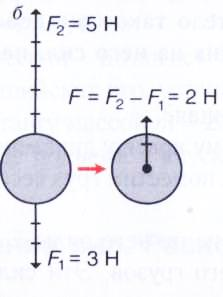 б
F₂ = 5 Н
F = F₂ – F₁ = 2 Н
F₁ = 3 Н